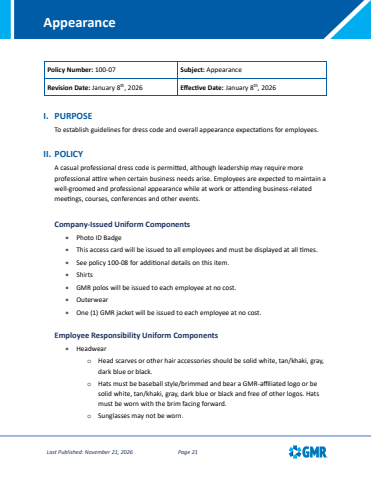 Appearance
Policy Number: 100-07 Subject: Appearance
Revision Date: January 8th, 2026 Effective Date: January 8th, 2026
I. PURPOSE
To establish guidelines for dress code and overall appearance expectations for employees.
II. POLICY
A casual professional dress code is permitted, although leadership may require more
professional attire when certain business needs arise. Employees are expected to maintain a
well-groomed and professional appearance while at work or attending business-related
meetings, courses, conferences and other events.
Company-Issued Uniform Components
• Photo ID Badge
• This access card will be issued to all employees and must be displayed at all times.
• See policy 100-08 for additional details on this item.
• Shirts
• GMR polos will be issued to each employee at no cost.
• Outerwear
• One (1) GMR jacket will be issued to each employee at no cost.
Employee Responsibility Uniform Components
• Headwear
o Head scarves or other hair accessories should be solid white, tan/khaki, gray,
dark blue or black.
o Hats must be baseball style/brimmed and bear a GMR-affiliated logo or be
solid white, tan/khaki, gray, dark blue or black and free of other logos. Hats
must be worn with the brim facing forward.
o Sunglasses may not be worn.
Last Published: November 21, 2026 Page 21
GMR